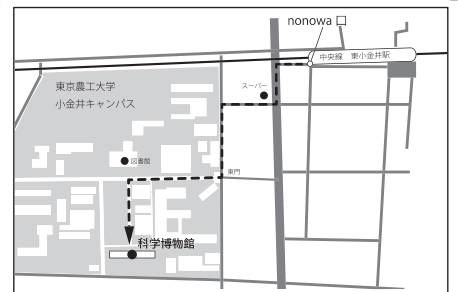 nonowa 口
中央線 東小金井駅
東京農工大学
小金井キャンパス
スーパー
図書館
東門
科学博物館